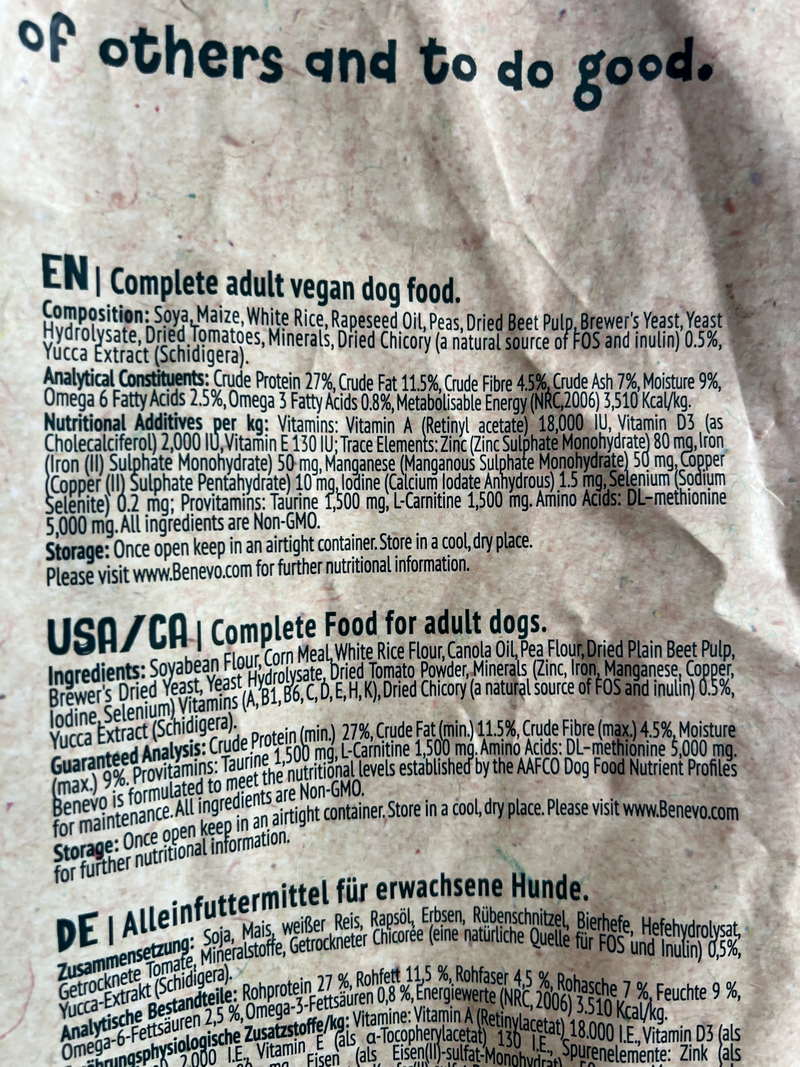 of others and to do good.
EN | Complete adult vegan dog food.
Composition: Soya, Maize, White Rice, Rapeseed Oil, Peas, Dried Beet Pulp, Brewer's Yeast, Yeast
Hydrolysate, Dried Tomatoes, Minerals, Dried Chicory (a natural source of FOS and inulin) 0.5%,
Yucca Extract (Schidigera).
Analytical Constituents: Crude Protein 27%, Crude Fat 11.5%, Crude Fibre 4.5%, Crude Ash 7%, Moisture 9%,
Omega 6 Fatty Acids 2.5%, Omega 3 Fatty Acids 0.8%, Metabolisable Energy (NRC,2006) 3,510 Kcal/kg.
Nutritional Additives per kg: Vitamins: Vitamin A (Retinyl acetate) 18,000 IU, Vitamin D3 (as
Cholecalciferol) 2,000 IU, Vitamin E 130 IU; Trace Elements: Zinc (Zinc Sulphate Monohydrate) 80 mg, Iron
(Iron (II) Sulphate Monohydrate) 50 mg, Manganese (Manganous Sulphate Monohydrate) 50 mg, Copper
(Copper (II) Sulphate Pentahydrate) 10 mg, Iodine (Calcium Iodate Anhydrous) 1.5 mg, Selenium (Sodium
Selenite) 0.2 mg; Provitamins: Taurine 1,500 mg, L-Carnitine 1,500 mg. Amino Acids: DL-methionine
5,000 mg. All ingredients are Non-GMO.
Storage: Once open keep in an airtight container. Store in a cool, dry place.
Please visit www.Benevo.com for further nutritional information.
USA/CA | Complete Food for adult dogs.
Ingredients: Soyabean Flour, Corn Meal, White Rice Flour, Canola Oil, Pea Flour, Dried Plain Beet Pulp,
Brewer's Dried Yeast, Yeast Hydrolysate, Dried Tomato Powder, Minerals (Zinc, Iron, Manganese, Copper,
Iodine, Selenium) Vitamins (A, B1, B6, C, D, E, H, K), Dried Chicory (a natural source of FOS and inulin) 0.5%,
Yucca Extract (Schidigera).
Guaranteed Analysis: Crude Protein (min.) 27%, Crude Fat (min.) 11.5%, Crude Fibre (max.) 4.5%, Moisture
(max.) 9%. Provitamins: Taurine 1,500 mg, L-Carnitine 1,500 mg. Amino Acids: DL-methionine 5,000 mg.
Benevo is formulated to meet the nutritional levels established by the AAFCO Dog Food Nutrient Profiles
for maintenance. All ingredients are Non-GMO.
Storage: Once open keep in an airtight container. Store in a cool, dry place. Please visit www.Benevo.com
for further nutritional information.
DE | Alleinfuttermittel für erwachsene Hunde.
Zusammensetzung: Soja, Mais, weißer Reis, Rapsöl, Erbsen, Rübenschnitzel, Bierhefe, Hefehydrolysat,
Getrocknete Tomate, Mineralstoffe, Getrockneter Chicorée (eine natürliche Quelle für FOS und Inulin) 0,5%,
Yucca-Extrakt (Schidigera).
Analytische Bestandteile: Rohprotein 27 %, Rohfett 11,5 %, Rohfaser 4,5 %, Rohasche 7 %, Feuchte 9 %,
Omega-6-Fettsäuren 2,5 %, Omega-3-Fettsäuren 0,8 %, Energiewerte (NRC, 2006) 3.510 Kcal/kg.
Zusatzstoffe/kg: Vitamine: Vitamin A (Retinylacetat) 18.000 I.E., Vitamin D3 (als
2.000 I.E., Vitamin E (als α-Tocopherylacetat) 130 I.E., Spurenelemente: Zink (als
mg, Eisen (als Eisen(II)-sulfat-Monohydrat)